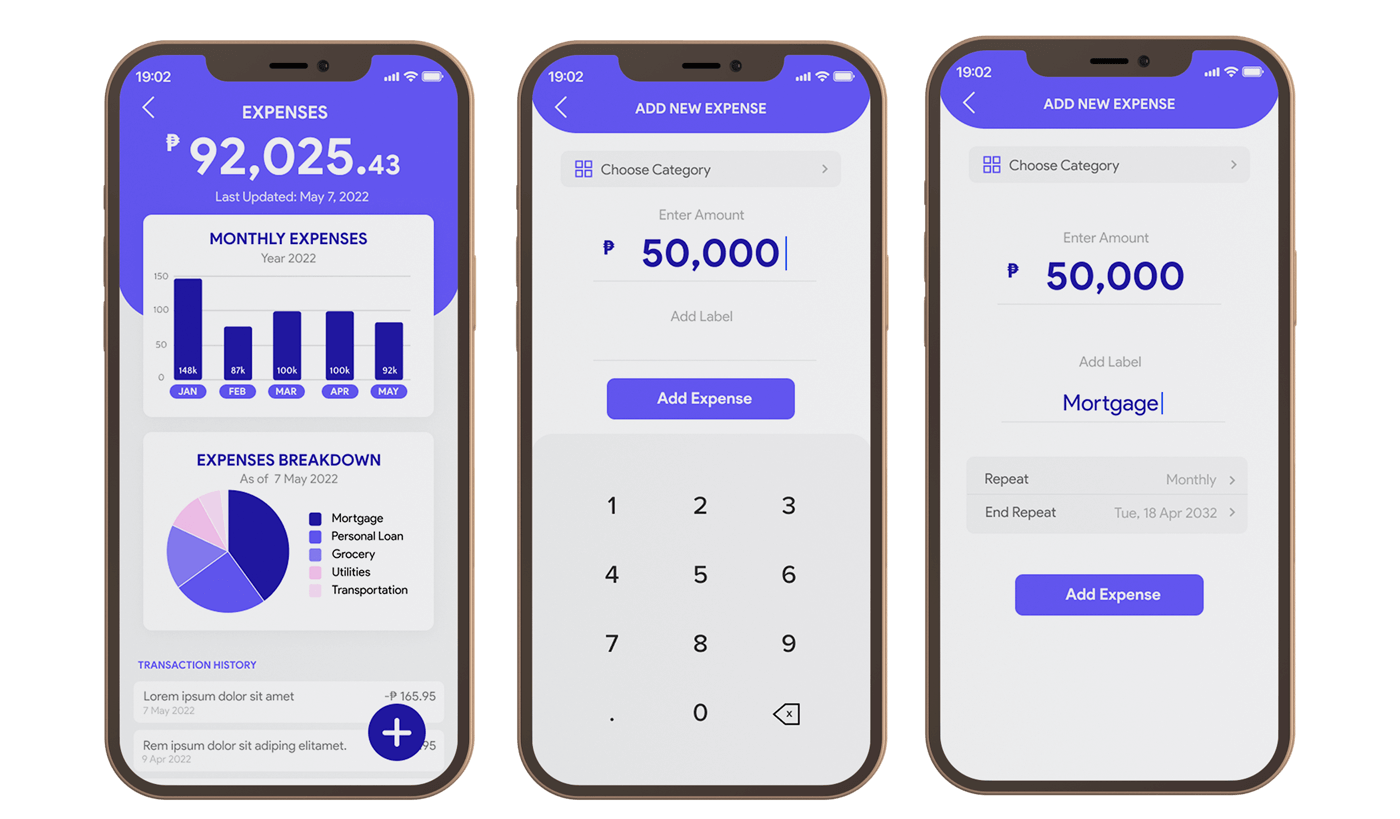 19:02
EXPENSES
₱ 92,025.43
Last Updated: May 7, 2022
MONTHLY EXPENSES
Year 2022
150
100
50
0
148k 87k 100k 100k 92k
JAN FEB MAR APR MAY
EXPENSES BREAKDOWN
As of 7 May 2022
Mortgage
Personal Loan
Grocery
Utilities
Transportation
TRANSACTION HISTORY
Lorem ipsum dolor sit amet -₱ 165.95
7 May 2022
Rem ipsum dolor sit adiping elitamet. 95
9 Apr 2022
19:02
ADD NEW EXPENSE
Choose Category
Enter Amount
₱ 50,000
Add Label
Add Expense
1 2 3
4 5 6
7 8 9
. 0 x
19:02
ADD NEW EXPENSE
Choose Category
Enter Amount
₱ 50,000
Add Label
Mortgage
Repeat Monthly
End Repeat Tue, 18 Apr 2032
Add Expense